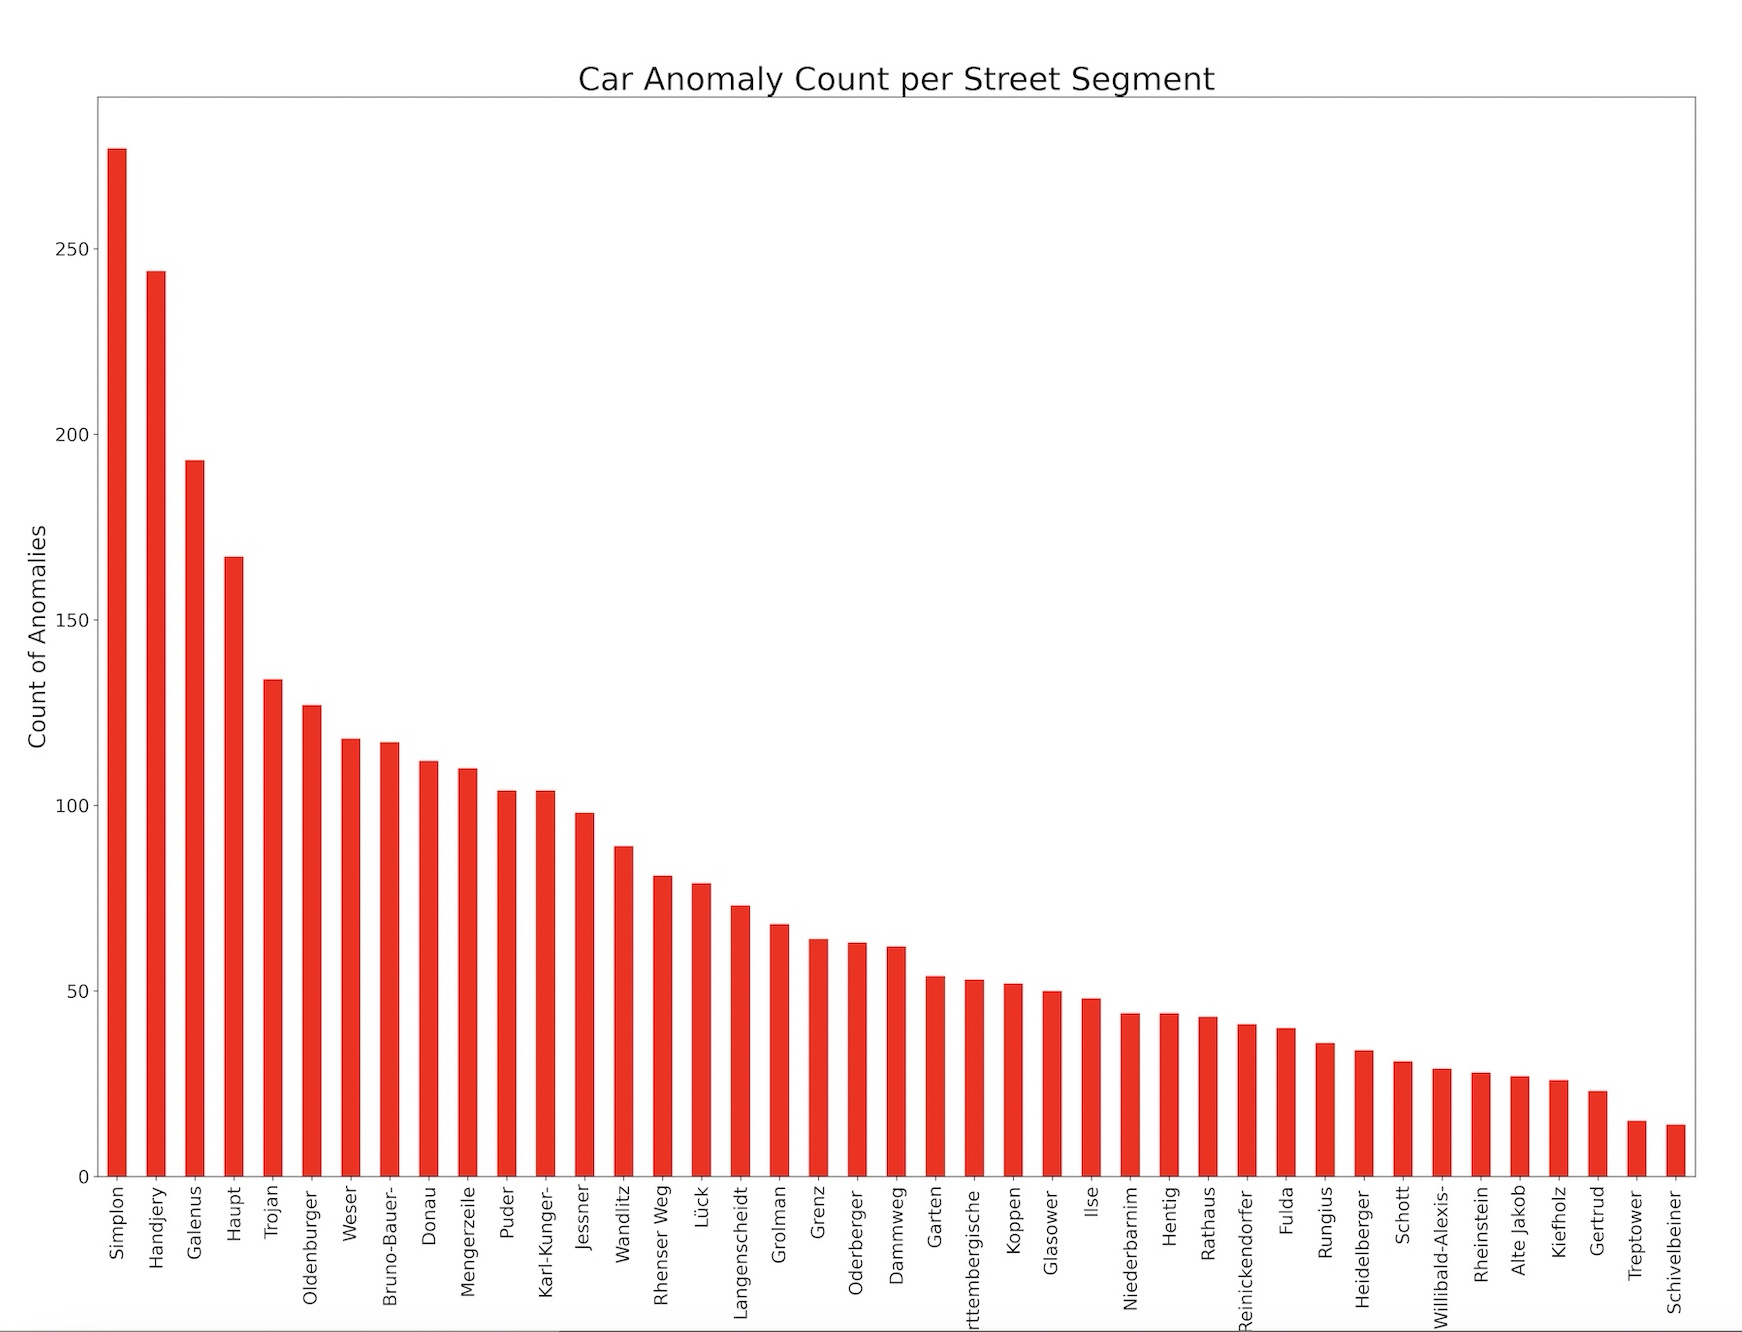 Car Anomaly Count per Street Segment
Count of Anomalies
250
200
150
100
50
0
Simplon
Handjery
Galenus
Haupt
Trojan
Oldenburger
Weser
Bruno-Bauer-
Donau
Mengerzeile
Puder
Karl-Kunger-
Jessner
Wandlitz
Rhenser Weg
Lück
Langenscheidt
Grolman
Grenz
Oderberger
Dammweg
Garten
rttembergische
Koppen
Glasower
Ilse
Niederbarnim
Hentig
Rathaus
Reinickendorfer
Fulda
Rungius
Heidelberger
Schott
Willibald-Alexis-
Rheinstein
Alte Jakob
Kiefholz
Gertrud
Treptower
Schivelbeiner